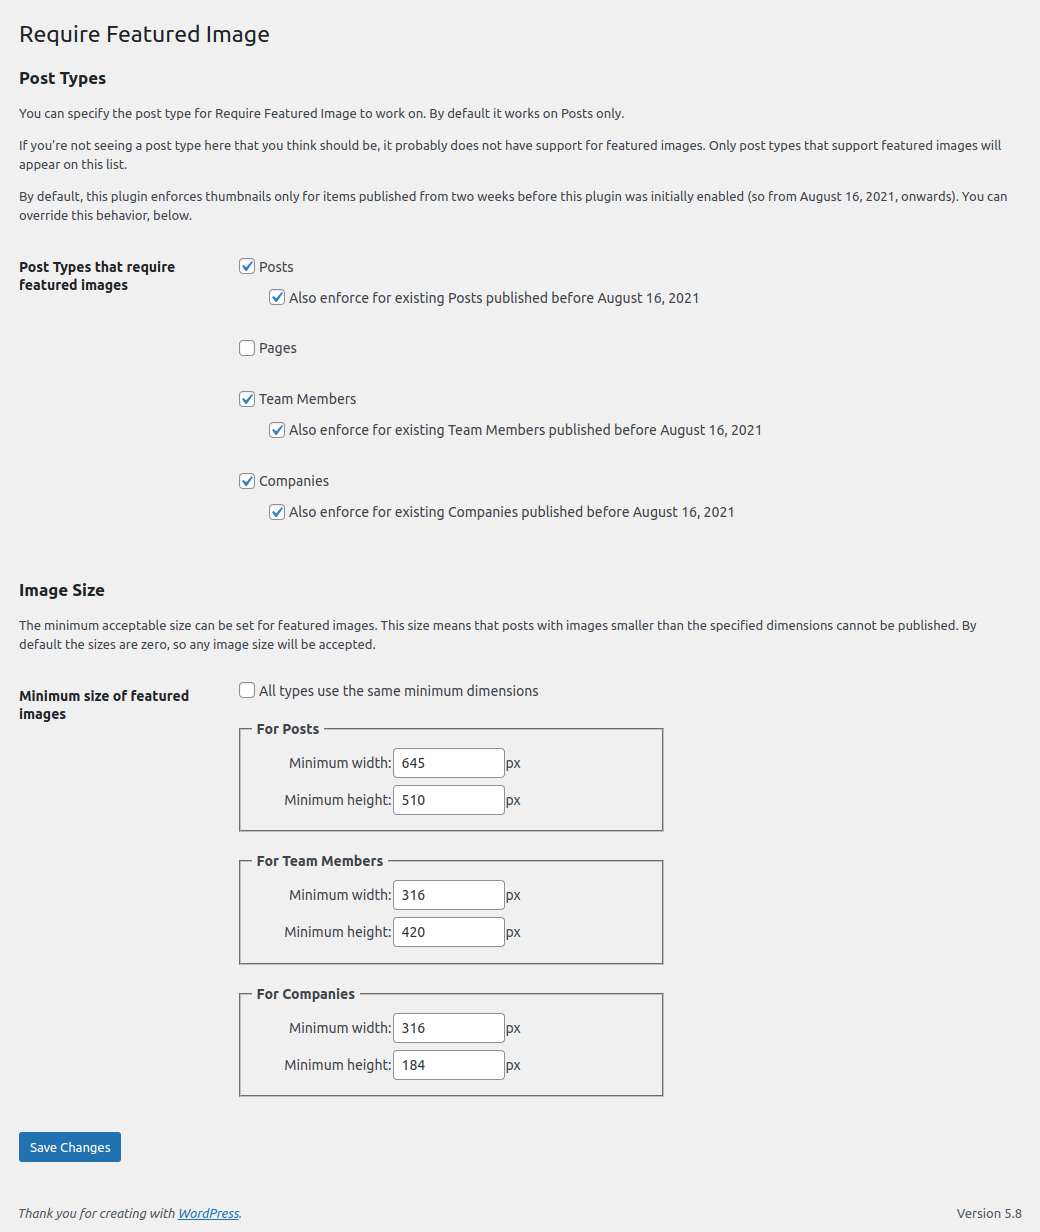 Require Featured Image
Post Types
You can specify the post type for Require Featured Image to work on. By default it works on Posts only.
If you're not seeing a post type here that you think should be, it probably does not have support for featured images. Only post types that support featured images will
appear on this list.
By default, this plugin enforces thumbnails only for items published from two weeks before this plugin was initially enabled (so from August 16, 2021, onwards). You can
override this behavior, below.
Post Types that require
featured images
Posts
Also enforce for existing Posts published before August 16, 2021
Pages
Team Members
Also enforce for existing Team Members published before August 16, 2021
Companies
Also enforce for existing Companies published before August 16, 2021
Image Size
The minimum acceptable size can be set for featured images. This size means that posts with images smaller than the specified dimensions cannot be published. By
default the sizes are zero, so any image size will be accepted.
Minimum size of featured
images
All types use the same minimum dimensions
For Posts
Minimum width: 645 px
Minimum height: 510 px
For Team Members
Minimum width: 316 px
Minimum height: 420 px
For Companies
Minimum width: 316 px
Minimum height: 184 px
Save Changes
Thank you for creating with WordPress.
Version 5.8